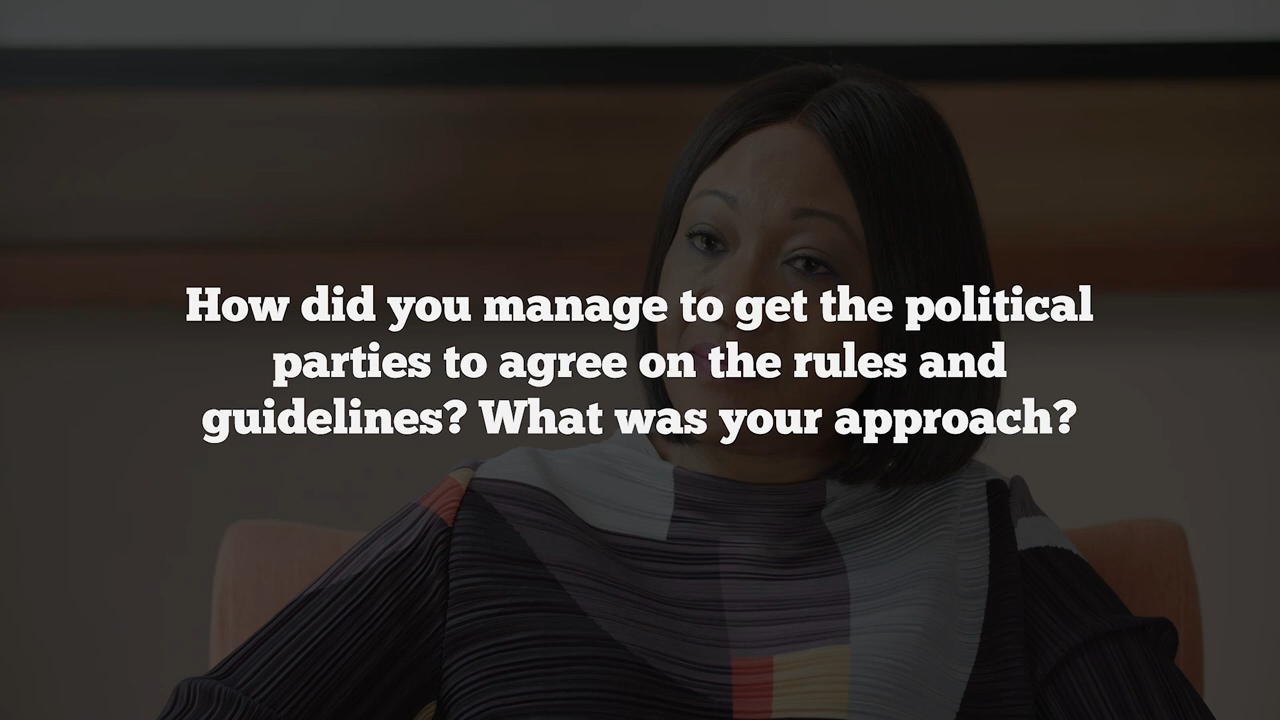 How did you manage to get the political
parties to agree on the rules and
guidelines? What was your approach?